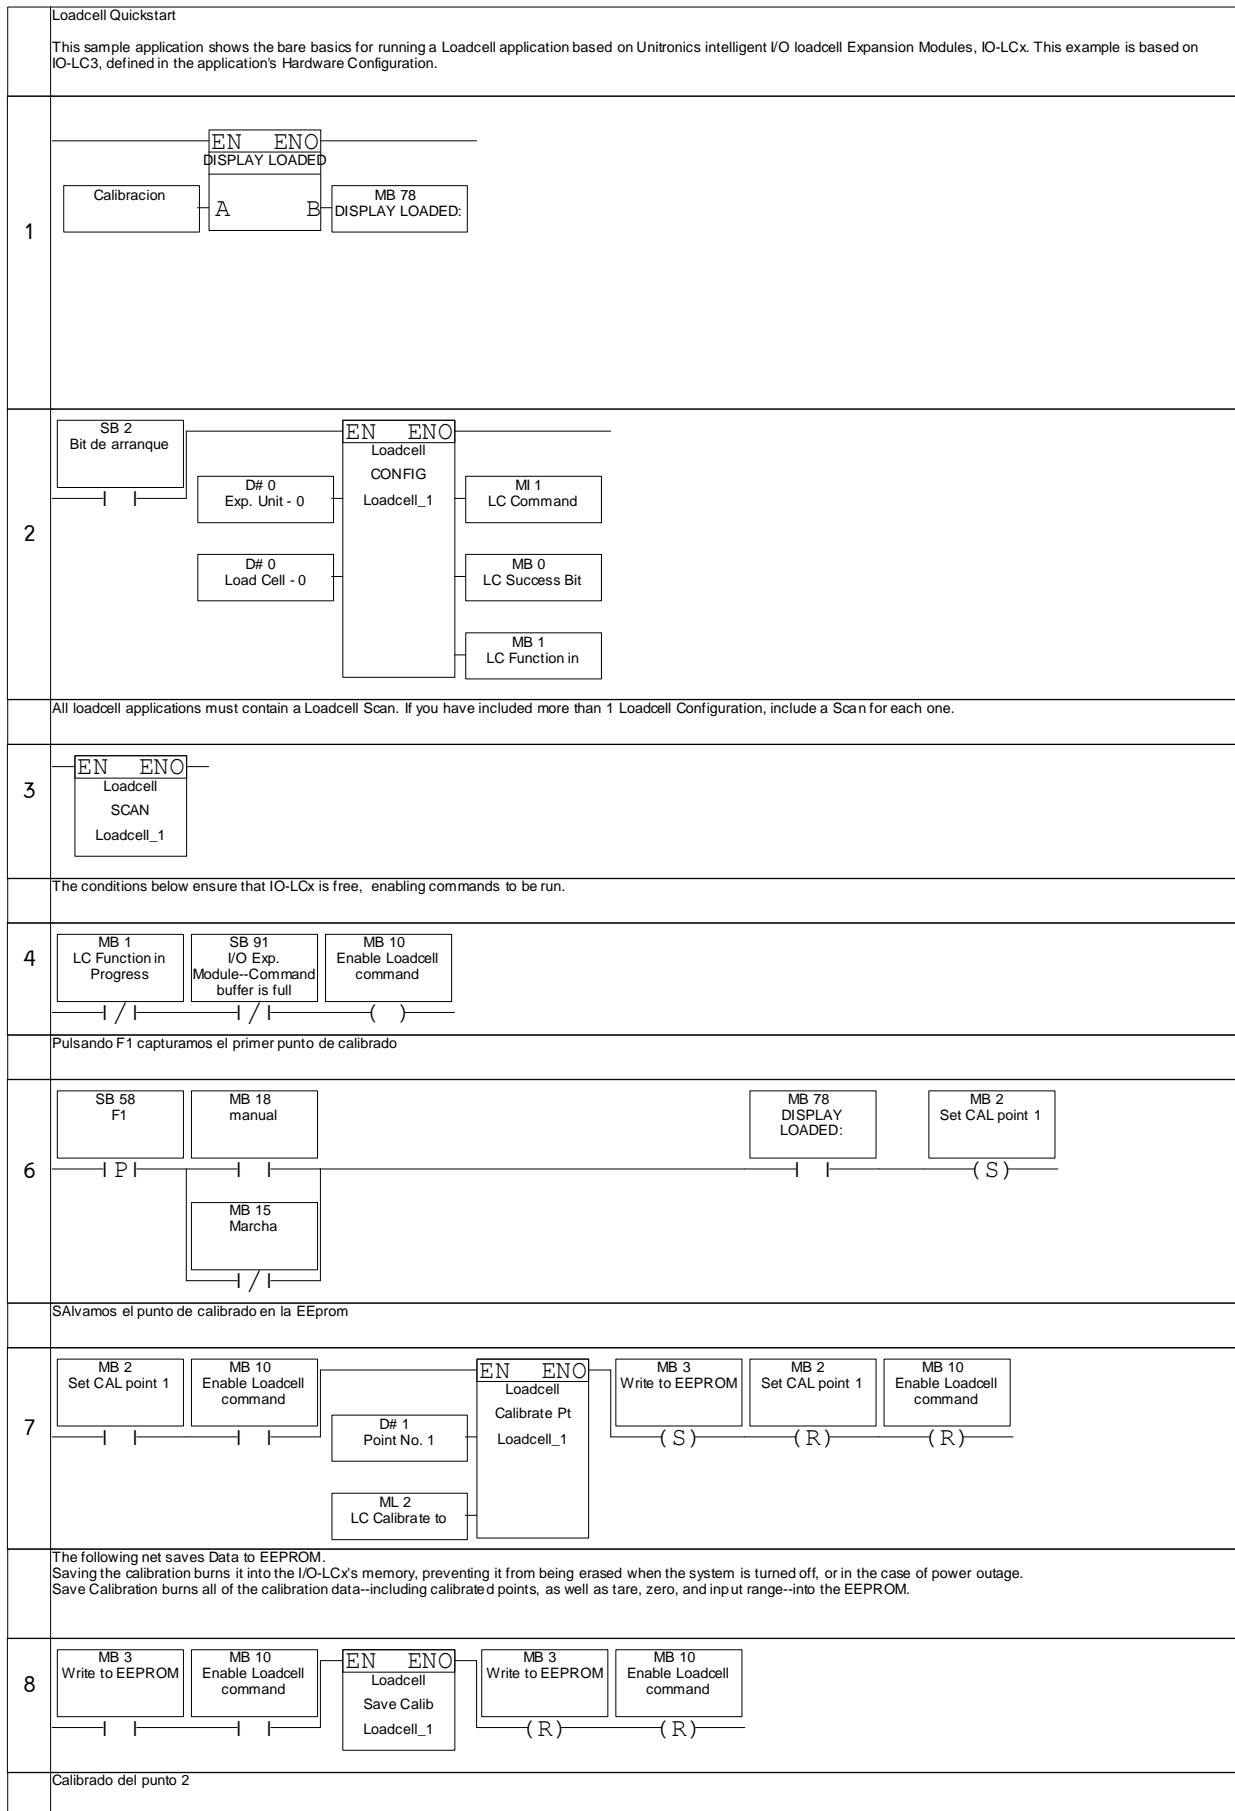 Loadcell Quickstart
This sample application shows the bare basics for running a Loadcell application based on Unitronics intelligent I/O loadcell Expansion Modules, IO-LCx. This example is based on
IO-LC3, defined in the application's Hardware Configuration.
1
EN ENO
DISPLAY LOADED
Calibracion
A B
MB 78
DISPLAY LOADED:
2
SB 2
Bit de arranque
EN ENO
Loadcell
CONFIG
Loadcell_1
D# 0
Exp. Unit - 0
MI 1
LC Command
D# 0
Load Cell - 0
MB 0
LC Success Bit
MB 1
LC Function in
All loadcell applications must contain a Loadcell Scan. If you have included more than 1 Loadcell Configuration, include a Scan for each one.
3
EN ENO
Loadcell
SCAN
Loadcell_1
The conditions below ensure that IO-LCx is free, enabling commands to be run.
4
MB 1
LC Function in
Progress
SB 91
I/O Exp.
Module--Command
buffer is full
MB 10
Enable Loadcell
command
Pulsando F1 capturamos el primer punto de calibrado
6
SB 58
F1
P
MB 18
manual
MB 15
Marcha
MB 78
DISPLAY
LOADED:
MB 2
Set CAL point 1
(S)
SAlvamos el punto de calibrado en la EEprom
7
MB 2
Set CAL point 1
MB 10
Enable Loadcell
command
EN ENO
Loadcell
Calibrate Pt
Loadcell_1
D# 1
Point No. 1
ML 2
LC Calibrate to
MB 3
Write to EEPROM
(S)
MB 2
Set CAL point 1
(R)
MB 10
Enable Loadcell
command
(R)
The following net saves Data to EEPROM.
Saving the calibration burns it into the I/O-LCx's memory, preventing it from being erased when the system is turned off, or in the case of power outage.
Save Calibration burns all of the calibration data--including calibrated points, as well as tare, zero, and input range--into the EEPROM.
8
MB 3
Write to EEPROM
MB 10
Enable Loadcell
command
EN ENO
Loadcell
Save Calib
Loadcell_1
MB 3
Write to EEPROM
(R)
MB 10
Enable Loadcell
command
(R)
Calibrado del punto 2